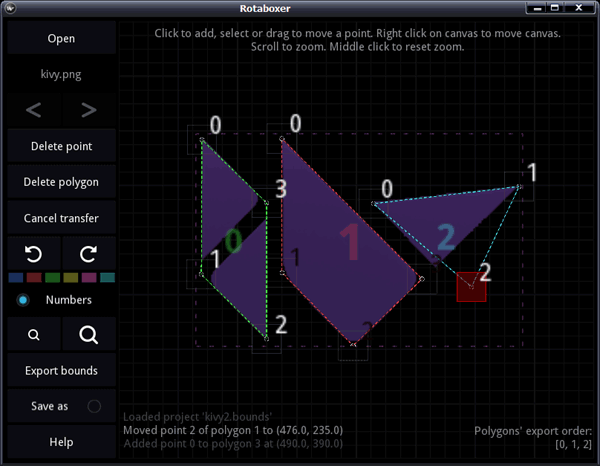 Rotaboxer
Open
Click to add, select or drag to move a point. Right click on canvas to move canvas.
Scroll to zoom. Middle click to reset zoom.
kivy.png
< >
Delete point
Delete polygon
Cancel transfer
Numbers
Export bounds
Save as
Help
0
0
3
0
1
0
1
1
1
2
2
2
2
Loaded project 'kivy2.bounds'
Moved point 2 of polygon 1 to (476.0, 235.0)
Added point 0 to polygon 3 at (490.0, 390.0)
Polygons' export order:
[0, 1, 2]